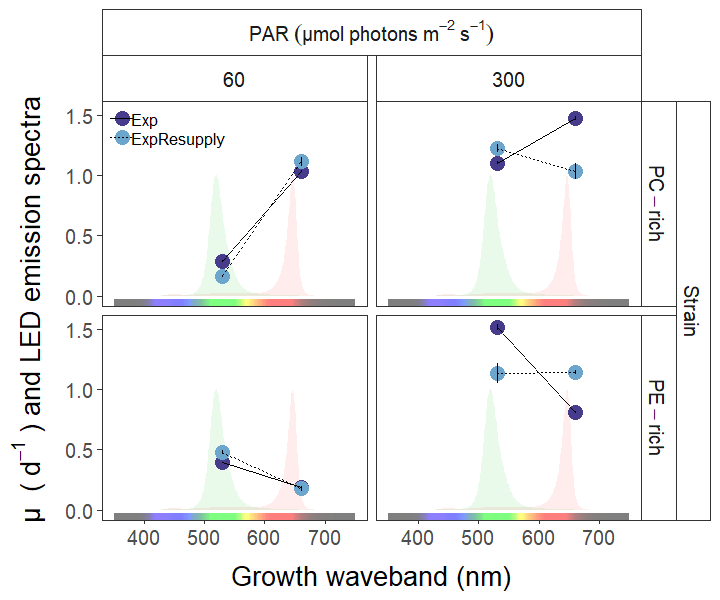 PAR (µmol photons m⁻² s⁻¹)
60
300
Exp
ExpResupply
1.5
1.0
0.5
0.0
PC−rich
1.5
1.0
0.5
0.0
PE−rich
Strain
µ ( d⁻¹ ) and LED emission spectra
400 500 600 700
400 500 600 700
Growth waveband (nm)